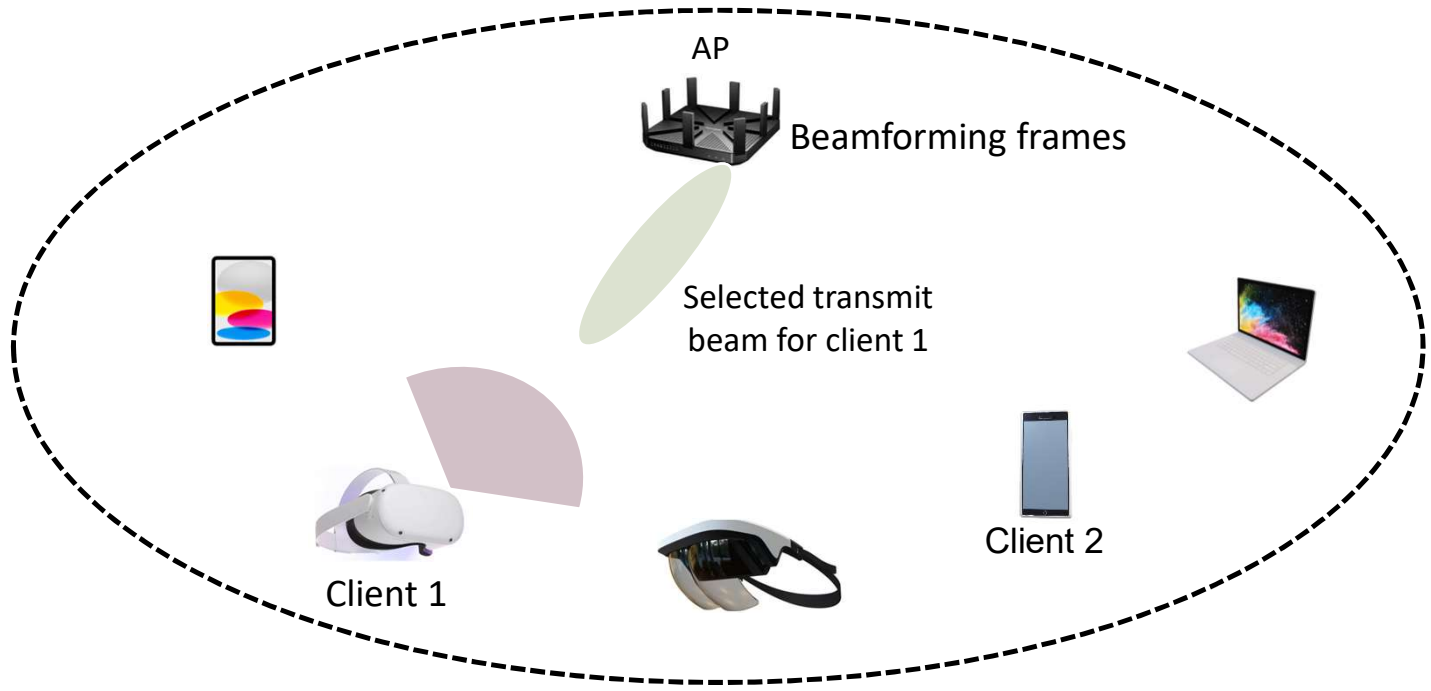 AP
Beamforming frames
Selected transmit
beam for client 1
Client 2
Client 1